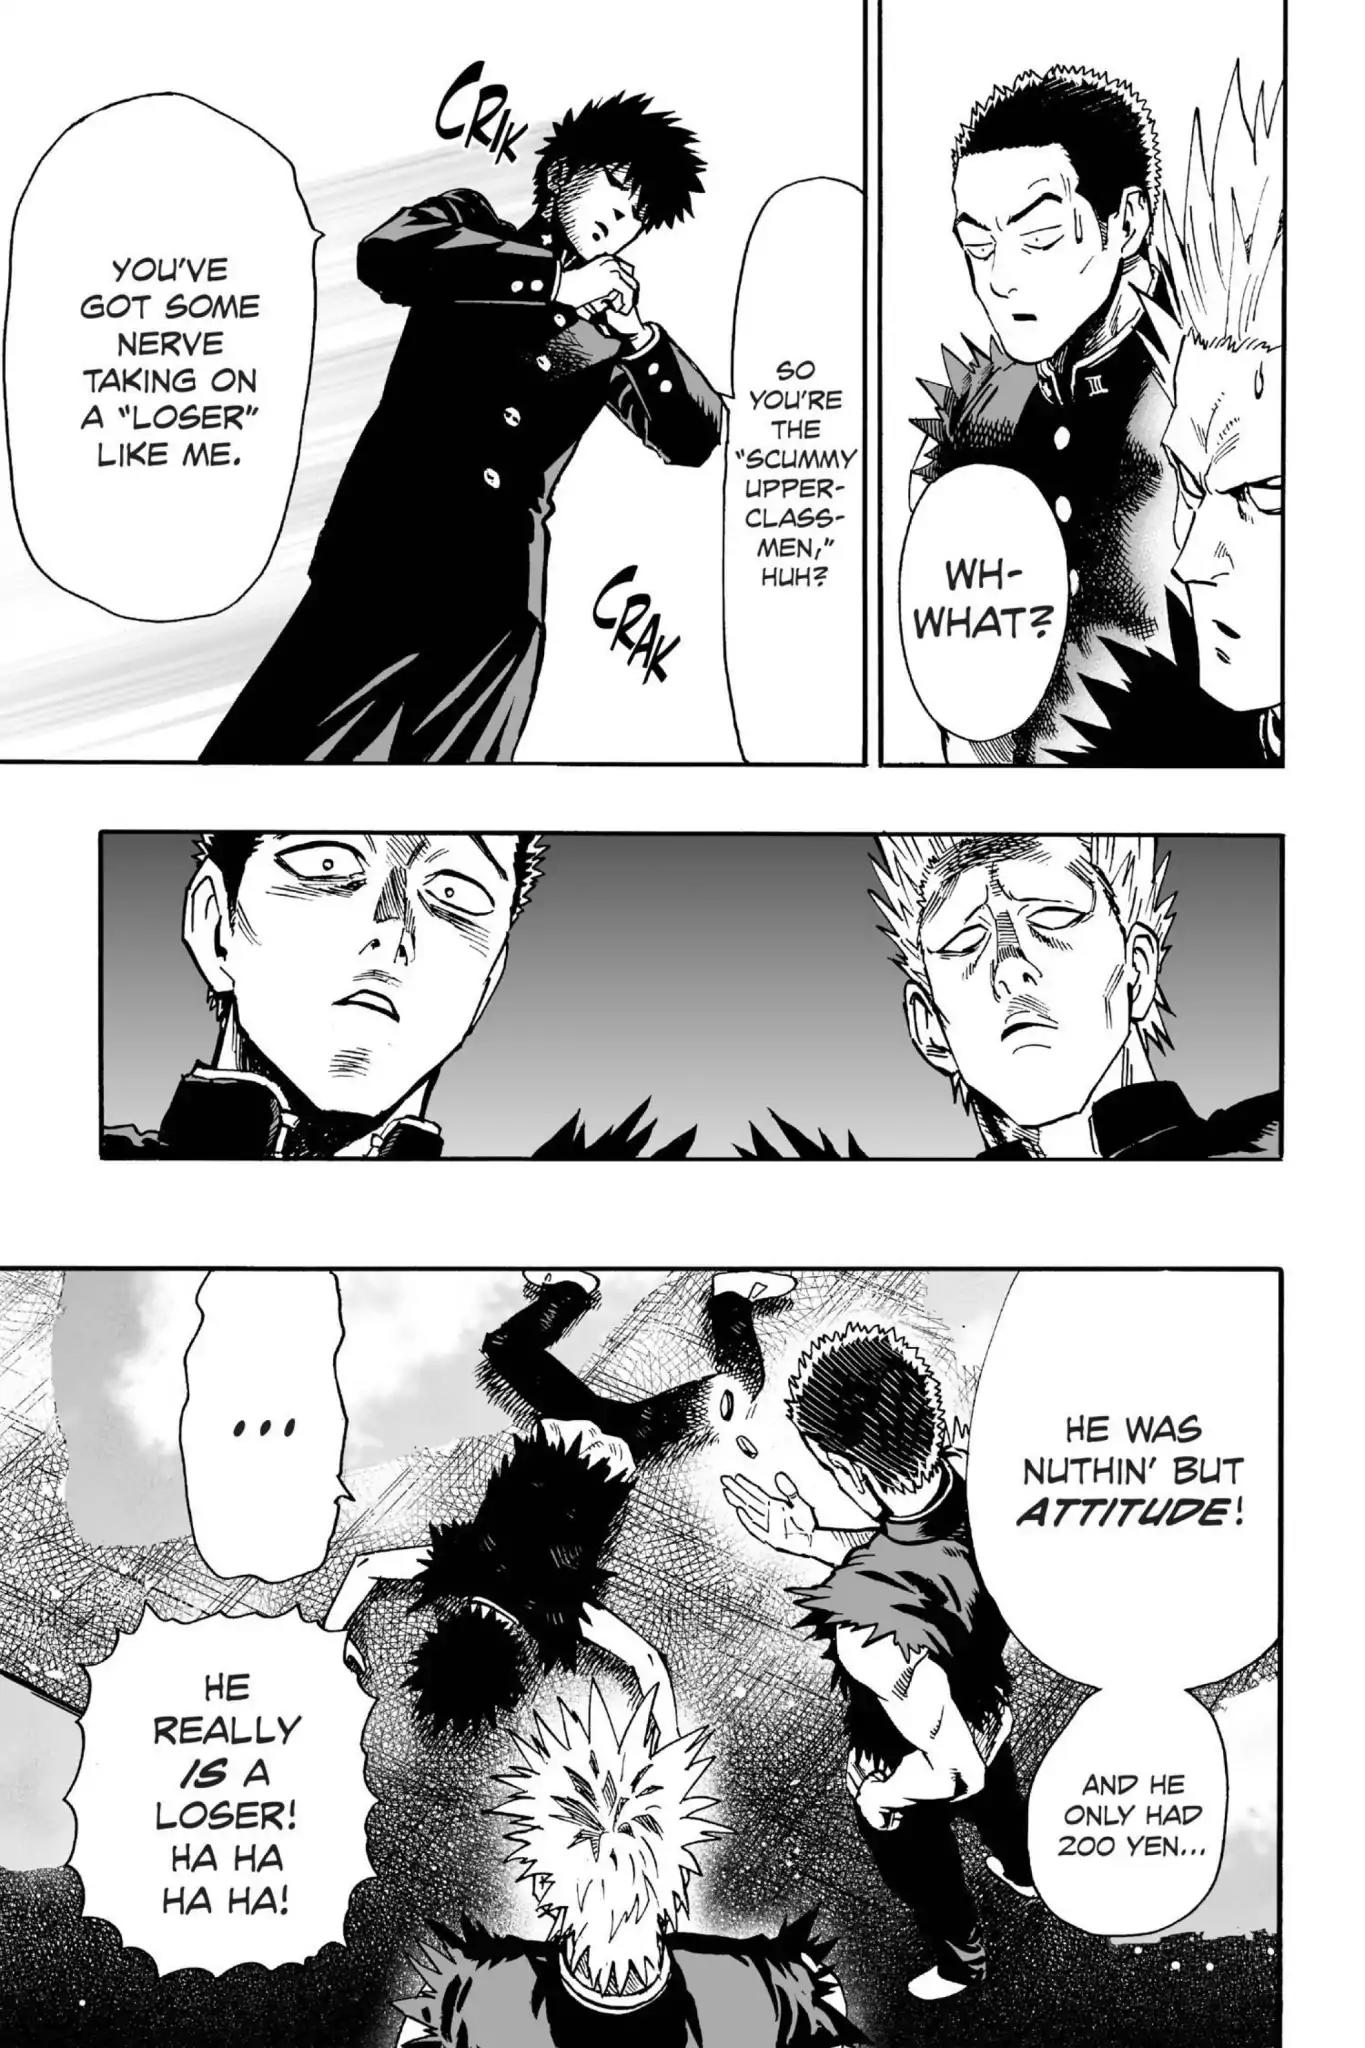 WH-
WHAT?
SO
YOU'RE
THE
"SCUMMY
UPPER-
CLASS-
MEN,"
HUH?
CRIK
CRAK
YOU'VE
GOT SOME
NERVE
TAKING ON
A "LOSER"
LIKE ME.
III
HE WAS
NUTHIN' BUT
ATTITUDE!
AND HE
ONLY HAD
200 YEN...
...
HE
REALLY
IS A
LOSER!
HA HA
HA HA!